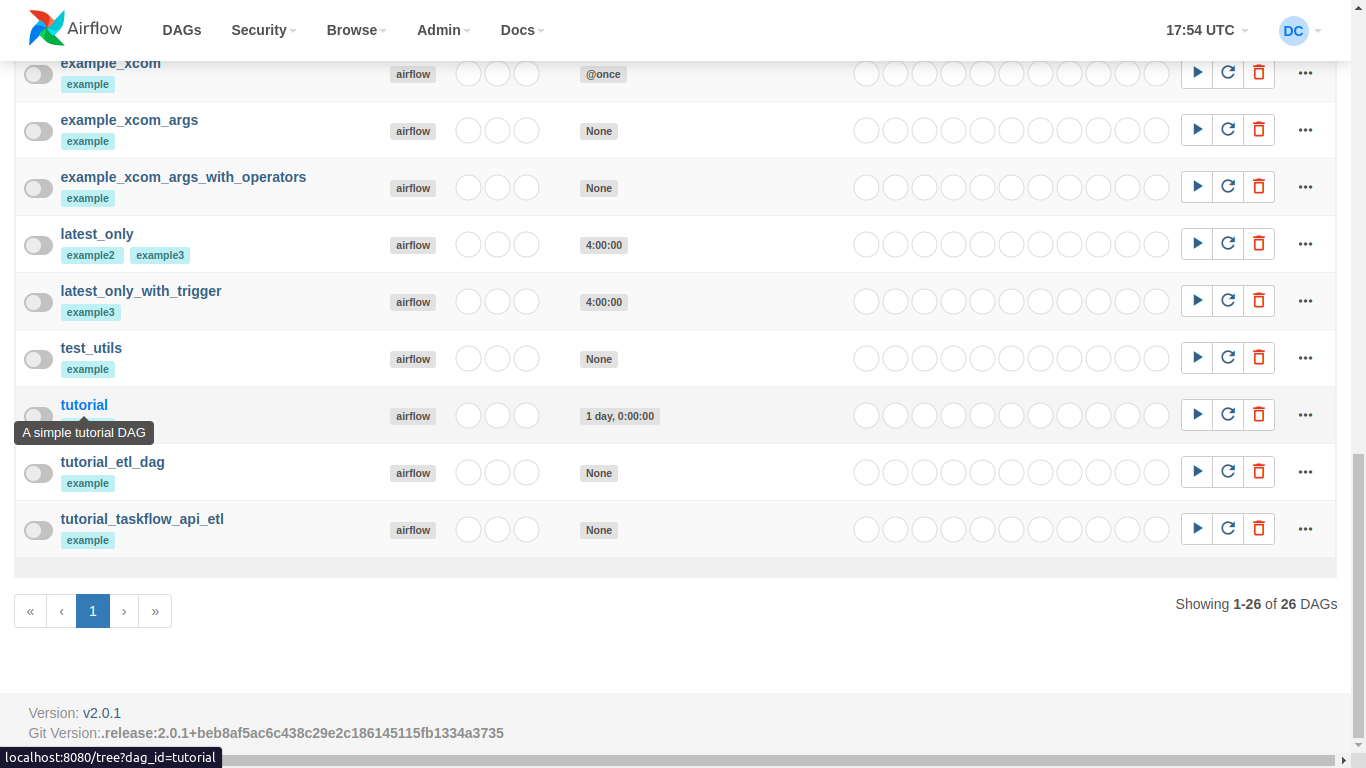 Airflow DAGs Security Browse Admin Docs 17:54 UTC DC
example_xcom airflow @once
example
example_xcom_args airflow None
example
example_xcom_args_with_operators airflow None
example
latest_only airflow 4:00:00
example2 example3
latest_only_with_trigger airflow 4:00:00
example3
test_utils airflow None
example
tutorial airflow 1 day, 0:00:00
A simple tutorial DAG
tutorial_etl_dag airflow None
example
tutorial_taskflow_api_etl airflow None
example
« ‹ 1 › » Showing 1-26 of 26 DAGs
Version: v2.0.1
Git Version:.release:2.0.1+beb8af5ac6c438c29e2c186145115fb1334a3735
localhost:8080/tree?dag_id=tutorial